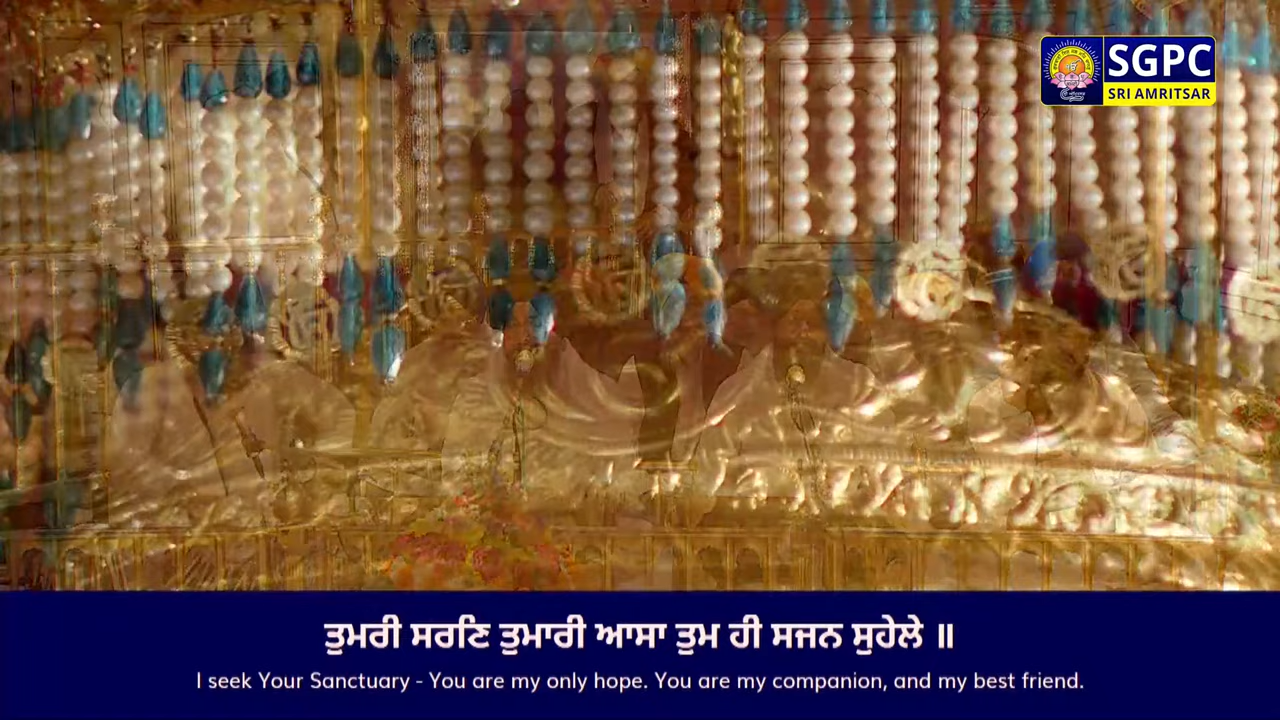 SGPC
SRI AMRITSAR
ਤੁਮਰੀ ਸਰਣਿ ਤੁਮਾਰੀ ਆਸਾ ਤੁਮ ਹੀ ਸਜਨ ਸੁਹੇਲੇ ॥
I seek Your Sanctuary - You are my only hope. You are my companion, and my best friend.